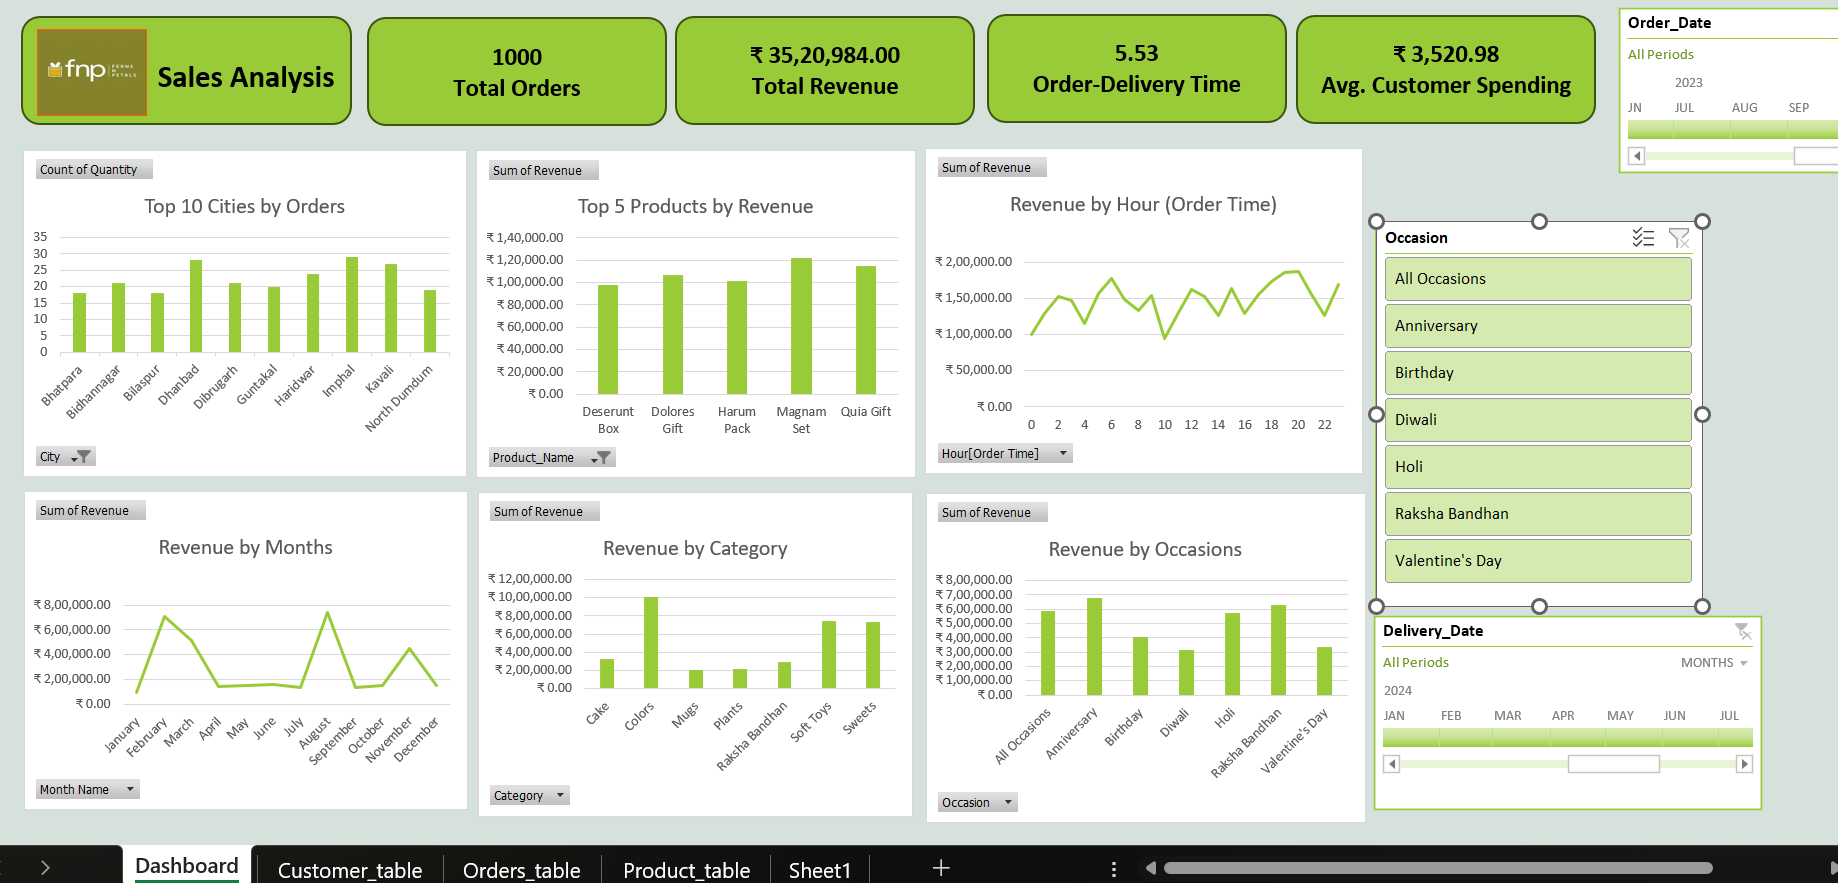 fnp FERNS N PETALS
Sales Analysis
1000
Total Orders
₹ 35,20,984.00
Total Revenue
5.53
Order-Delivery Time
₹ 3,520.98
Avg. Customer Spending
Order_Date
All Periods
2023
JN JUL AUG SEP
Count of Quantity
Top 10 Cities by Orders
35
30
25
20
15
10
5
0
Bhatpara
Bidhannagar
Bilaspur
Dhanbad
Dibrugarh
Guntakal
Haridwar
Imphal
Kavali
North Dumdum
City
Sum of Revenue
Top 5 Products by Revenue
₹ 1,40,000.00
₹ 1,20,000.00
₹ 1,00,000.00
₹ 80,000.00
₹ 60,000.00
₹ 40,000.00
₹ 20,000.00
₹ 0.00
Deserunt Box
Dolores Gift
Harum Pack
Magnam Set
Quia Gift
Product_Name
Sum of Revenue
Revenue by Hour (Order Time)
₹ 2,00,000.00
₹ 1,50,000.00
₹ 1,00,000.00
₹ 50,000.00
₹ 0.00
0 2 4 6 8 10 12 14 16 18 20 22
Hour[Order Time]
Occasion
All Occasions
Anniversary
Birthday
Diwali
Holi
Raksha Bandhan
Valentine's Day
Sum of Revenue
Revenue by Months
₹ 8,00,000.00
₹ 6,00,000.00
₹ 4,00,000.00
₹ 2,00,000.00
₹ 0.00
January
February
March
April
May
June
July
August
September
October
November
December
Month Name
Sum of Revenue
Revenue by Category
₹ 12,00,000.00
₹ 10,00,000.00
₹ 8,00,000.00
₹ 6,00,000.00
₹ 4,00,000.00
₹ 2,00,000.00
₹ 0.00
Cake
Colors
Mugs
Plants
Raksha Bandhan
Soft Toys
Sweets
Category
Sum of Revenue
Revenue by Occasions
₹ 8,00,000.00
₹ 7,00,000.00
₹ 6,00,000.00
₹ 5,00,000.00
₹ 4,00,000.00
₹ 3,00,000.00
₹ 2,00,000.00
₹ 1,00,000.00
₹ 0.00
All Occasions
Anniversary
Birthday
Diwali
Holi
Raksha Bandhan
Valentine's Day
Occasion
Delivery_Date
All Periods MONTHS
2024
JAN FEB MAR APR MAY JUN JUL
Dashboard Customer_table Orders_table Product_table Sheet1